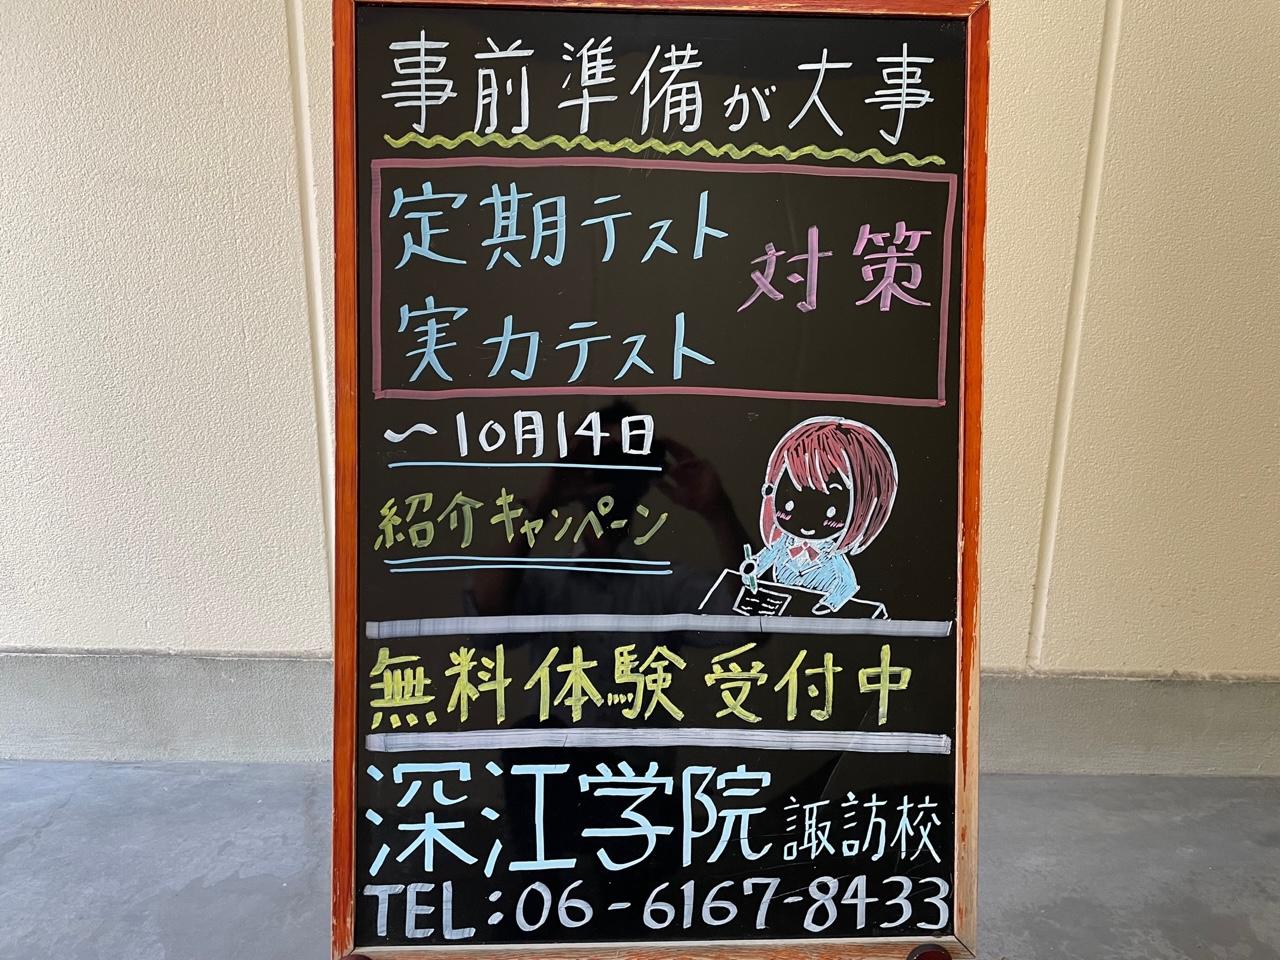 事前準備が大事
定期テスト
実力テスト
対策
~10月14日
紹介キャンペーン
無料体験受付中
深江学院 諏訪校
TEL:06-6167-8433